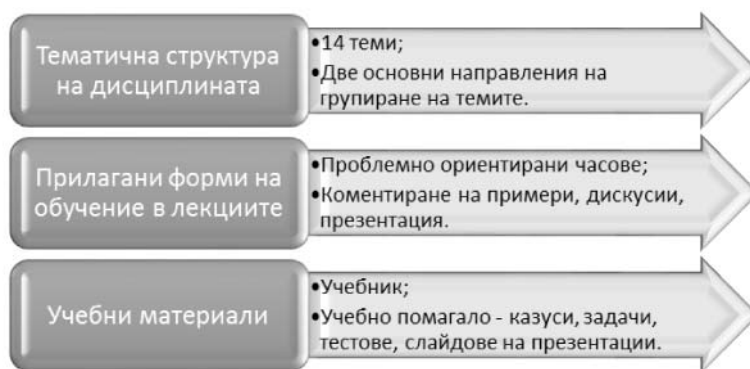 Тематична структура
на дисциплината
•14 теми;
•Две основни направления на
групиране на темите.
Прилагани форми на
обучение в лекциите
•Проблемно ориентирани часове;
•Коментиране на примери, дискусии,
презентация.
Учебни материали
•Учебник;
•Учебно помагало - казуси, задачи,
тестове, слайдове на презентации.